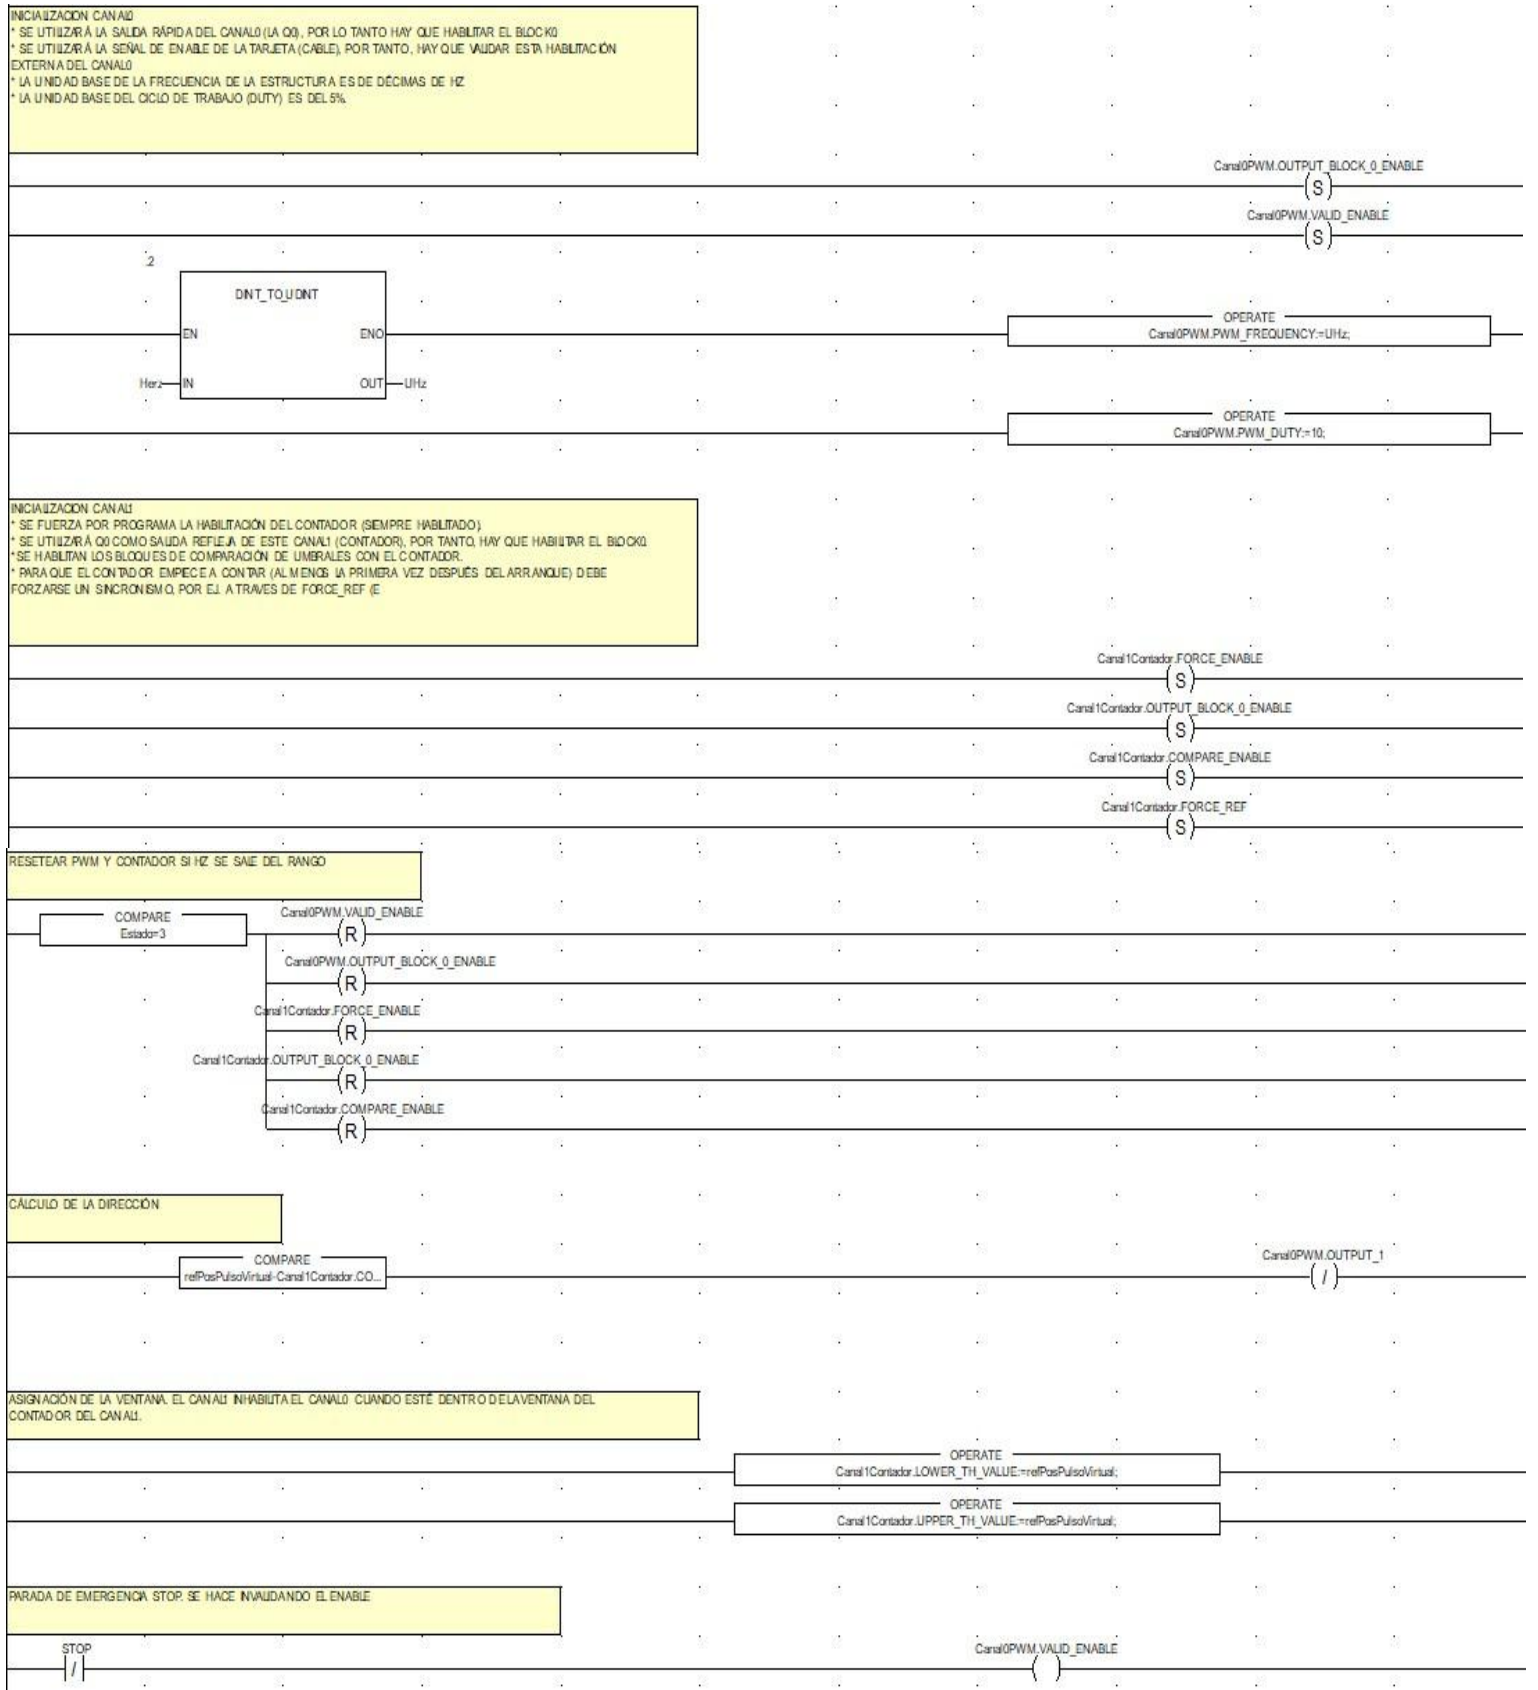 INICIALIZACION CANAL0
* SE UTILIZARÁ LA SALIDA RÁPIDA DEL CANAL0 (LA Q0), POR LO TANTO HAY QUE HABILITAR EL BLOCK0
* SE UTILIZARÁ LA SEÑAL DE ENABLE DE LA TARJETA (CABLE), POR TANTO, HAY QUE VALIDAR ESTA HABILITACIÓN
EXTERNA DEL CANAL0
* LA UNIDAD BASE DE LA FRECUENCIA DE LA ESTRUCTURA ES DE DÉCIMAS DE HZ
* LA UNIDAD BASE DEL CICLO DE TRABAJO (DUTY) ES DEL 5%.
Canal0PWM.OUTPUT_BLOCK_0_ENABLE
S
Canal0PWM.VALID_ENABLE
S
.2
DINT_TO_UDINT
EN ENO
Herz IN OUT UHz
OPERATE
Canal0PWM.PWM_FREQUENCY:=UHz;
OPERATE
Canal0PWM.PWM_DUTY:=10;
INICIALIZACION CANAL1
* SE FUERZA POR PROGRAMA LA HABILITACIÓN DEL CONTADOR (SIEMPRE HABILITADO)
* SE UTILIZARÁ Q0 COMO SALIDA REFLEJA DE ESTE CANAL1 (CONTADOR), POR TANTO, HAY QUE HABILITAR EL BLOCK0.
*SE HABILITAN LOS BLOQUES DE COMPARACIÓN DE UMBRALES CON EL CONTADOR.
* PARA QUE EL CONTADOR EMPIECE A CONTAR (AL MENOS LA PRIMERA VEZ DESPUÉS DEL ARRANQUE) DEBE
FORZARSE UN SINCRONISMO, POR EJ. A TRAVES DE FORCE_REF (E
Canal1Contador.FORCE_ENABLE
S
Canal1Contador.OUTPUT_BLOCK_0_ENABLE
S
Canal1Contador.COMPARE_ENABLE
S
Canal1Contador.FORCE_REF
S
RESETEAR PWM Y CONTADOR SI HZ SE SALE DEL RANGO
COMPARE
Estado=3
Canal0PWM.VALID_ENABLE
R
Canal0PWM.OUTPUT_BLOCK_0_ENABLE
R
Canal1Contador.FORCE_ENABLE
R
Canal1Contador.OUTPUT_BLOCK_0_ENABLE
R
Canal1Contador.COMPARE_ENABLE
R
CÁLCULO DE LA DIRECCIÓN
COMPARE
refPosPulsoVirtual-Canal1Contador.CO...
Canal0PWM.OUTPUT_1
/
ASIGNACIÓN DE LA VENTANA. EL CANAL1 INHABILITA EL CANAL0 CUANDO ESTÉ DENTRO DE LA VENTANA DEL
CONTADOR DEL CANAL1.
OPERATE
Canal1Contador.LOWER_TH_VALUE:=refPosPulsoVirtual;
OPERATE
Canal1Contador.UPPER_TH_VALUE:=refPosPulsoVirtual;
PARADA DE EMERGENCIA STOP. SE HACE INVALIDANDO EL ENABLE
STOP
/
Canal0PWM.VALID_ENABLE